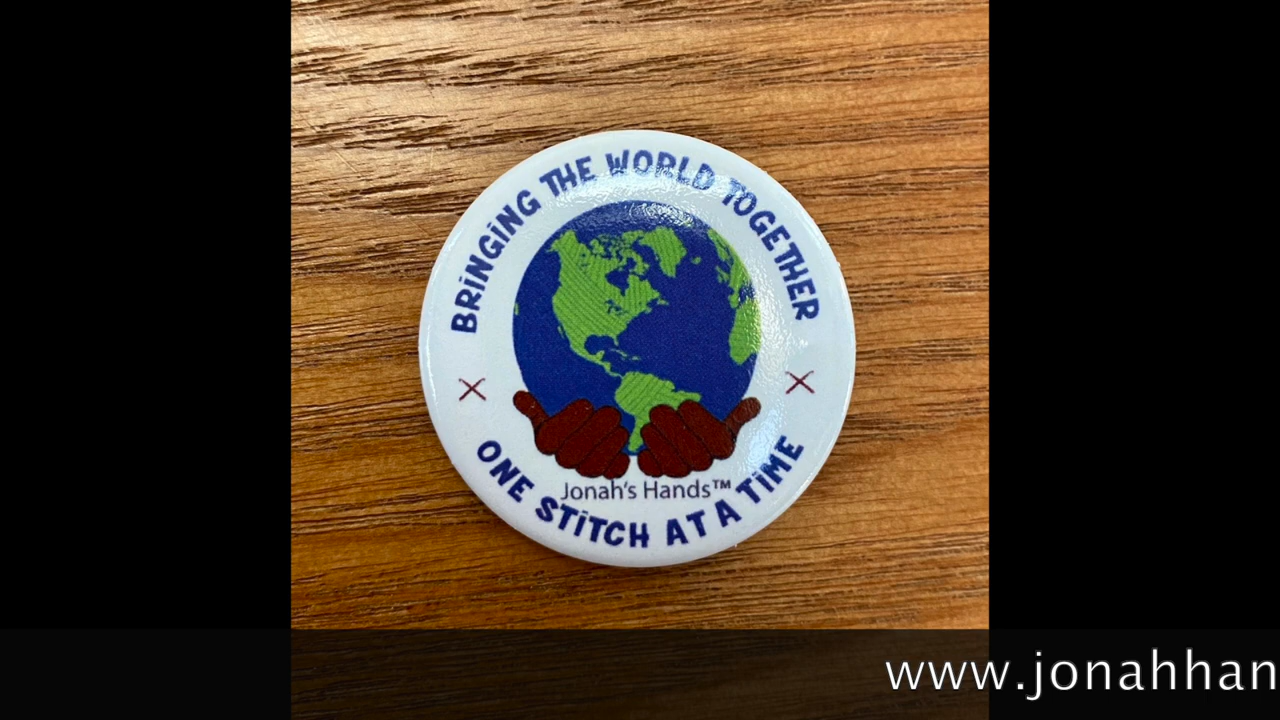 BRiNGiNG THE WORLD TOGETHER
Jonah's Hands™
ONE STiTCH AT A TiME
www.jonahhan